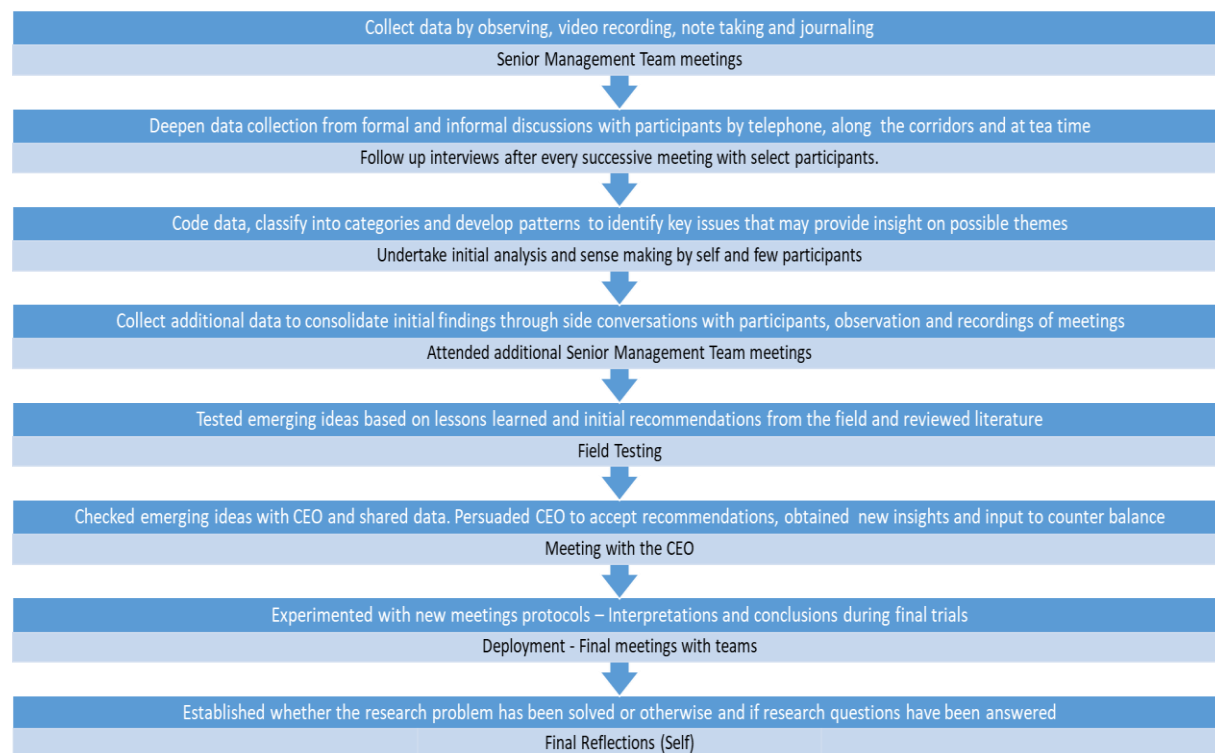 Collect data by observing, video recording, note taking and journaling
Senior Management Team meetings
Deepen data collection from formal and informal discussions with participants by telephone, along the corridors and at tea time
Follow up interviews after every successive meeting with select participants.
Code data, classify into categories and develop patterns to identify key issues that may provide insight on possible themes
Undertake initial analysis and sense making by self and few participants
Collect additional data to consolidate initial findings through side conversations with participants, observation and recordings of meetings
Attended additional Senior Management Team meetings
Tested emerging ideas based on lessons learned and initial recommendations from the field and reviewed literature
Field Testing
Checked emerging ideas with CEO and shared data. Persuaded CEO to accept recommendations, obtained new insights and input to counter balance
Meeting with the CEO
Experimented with new meetings protocols – Interpretations and conclusions during final trials
Deployment - Final meetings with teams
Established whether the research problem has been solved or otherwise and if research questions have been answered
Final Reflections (Self)